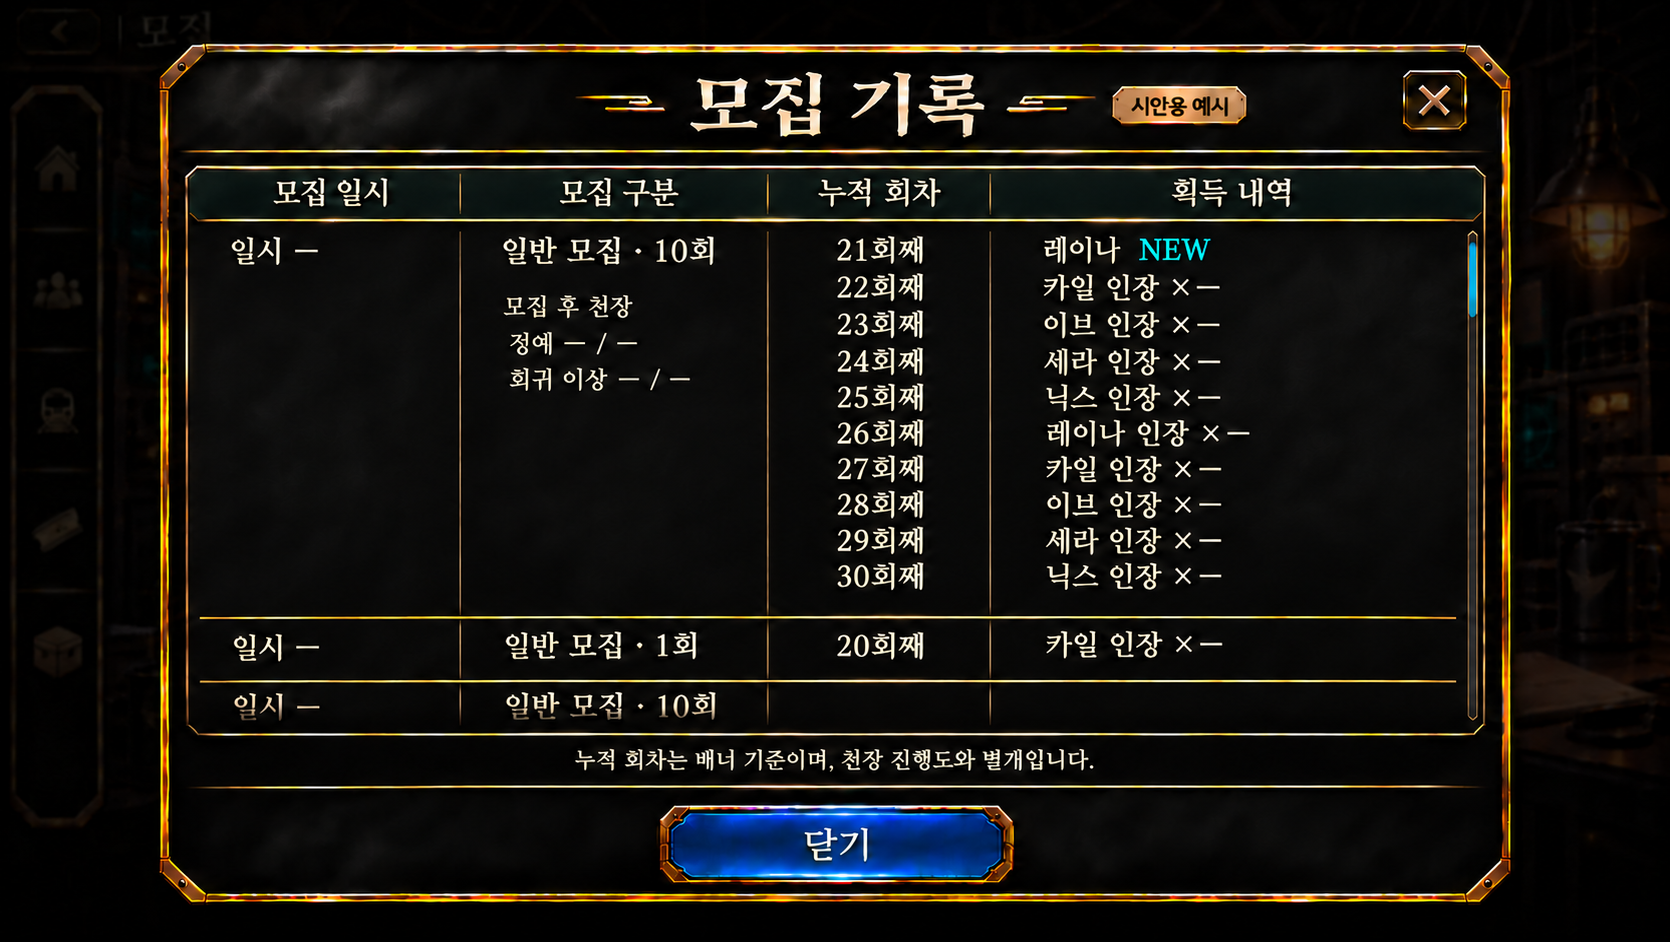 모집
모집 기록
시안용 예시
모집 일시 모집 구분 누적 회차 획득 내역
일시 — 일반 모집 · 10회 21회째 레이나 NEW
22회째 카일 인장 ×—
모집 후 천장
23회째 이브 인장 ×—
정예 — / —
24회째 세라 인장 ×—
회귀 이상 — / —
25회째 닉스 인장 ×—
26회째 레이나 인장 ×—
27회째 카일 인장 ×—
28회째 이브 인장 ×—
29회째 세라 인장 ×—
30회째 닉스 인장 ×—
일시 — 일반 모집 · 1회 20회째 카일 인장 ×—
일시 — 일반 모집 · 10회
누적 회차는 배너 기준이며, 천장 진행도와 별개입니다.
닫기